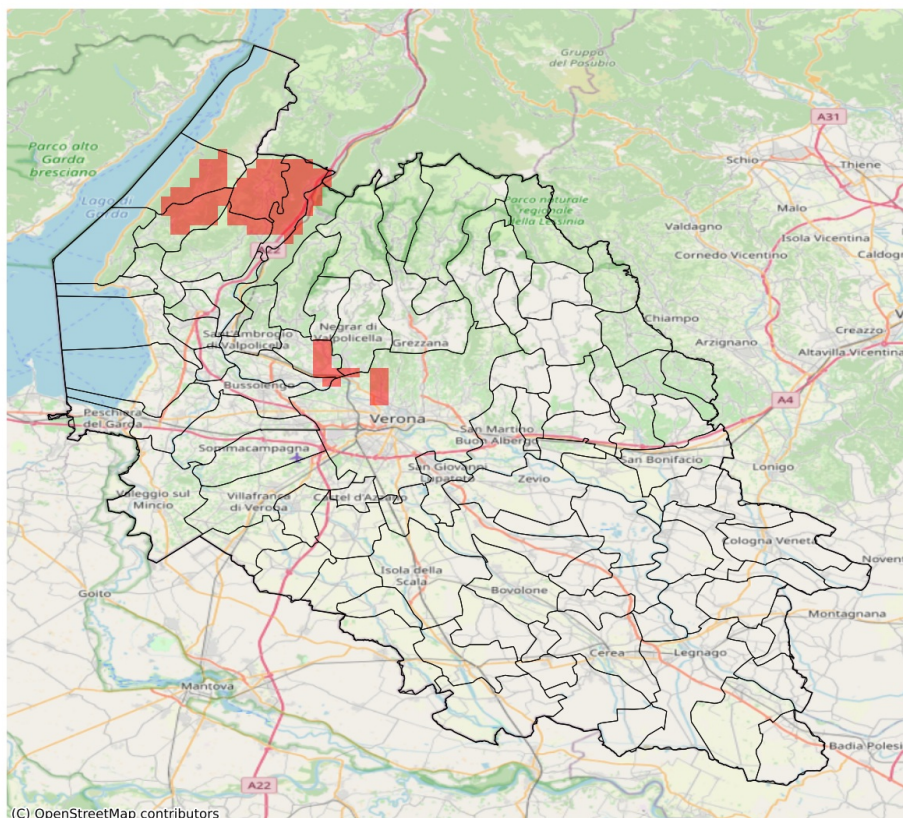 Gruppo
del Pasubio
A31
Parco alto
Garda
bresciano
Schio
Thiene
Lago di
Garda
Parco naturale
regionale
della Lessinia
Malo
Valdagno
Isola Vicentina
Cornedo Vicentino
Caldogn
A22
Chiampo
Sant'Ambrogio
di Valpolicella
Negrar di
Valpolicella
Grezzana
Arzignano
Creazzo
Altavilla Vicentina
Bussolengo
A4
Peschiera
del Garda
Verona
San Martino
Buon Albergo
Sommacampagna
San Giovanni
Lupatoto
Zevio
San Bonifacio
Lonigo
Valeggio sul
Mincio
Villafranca
di Verona
Castel d'Azzano
Cologna Veneta
Novent
Isola della
Scala
Goito
Bovolone
Montagnana
Cerea
Legnago
Mantova
Badia Polesi
A22
(C) OpenStreetMap contributors